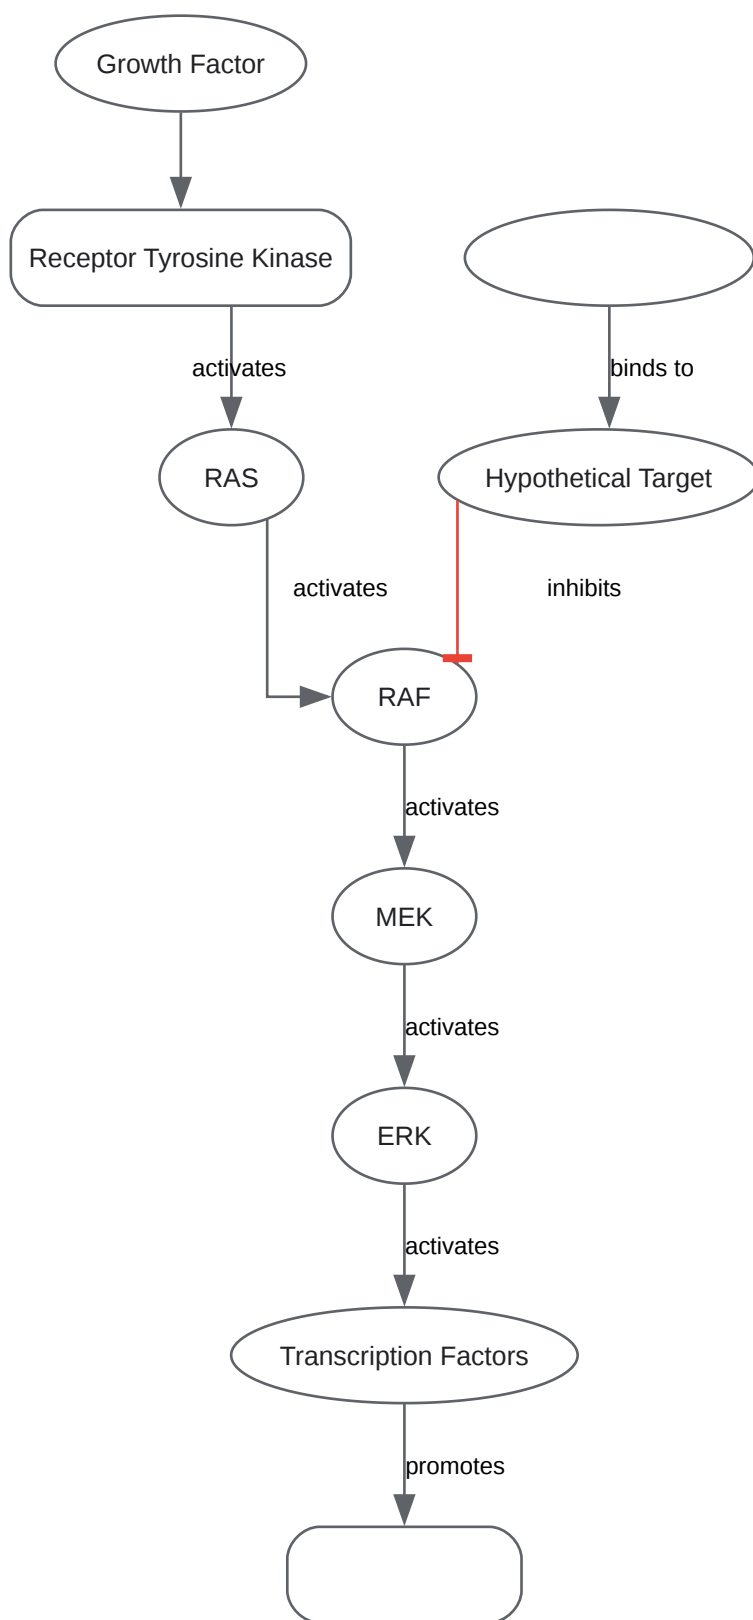 Growth Factor
Receptor Tyrosine Kinase
activates
binds to
RAS
Hypothetical Target
activates
inhibits
RAF
activates
MEK
activates
ERK
activates
Transcription Factors
promotes